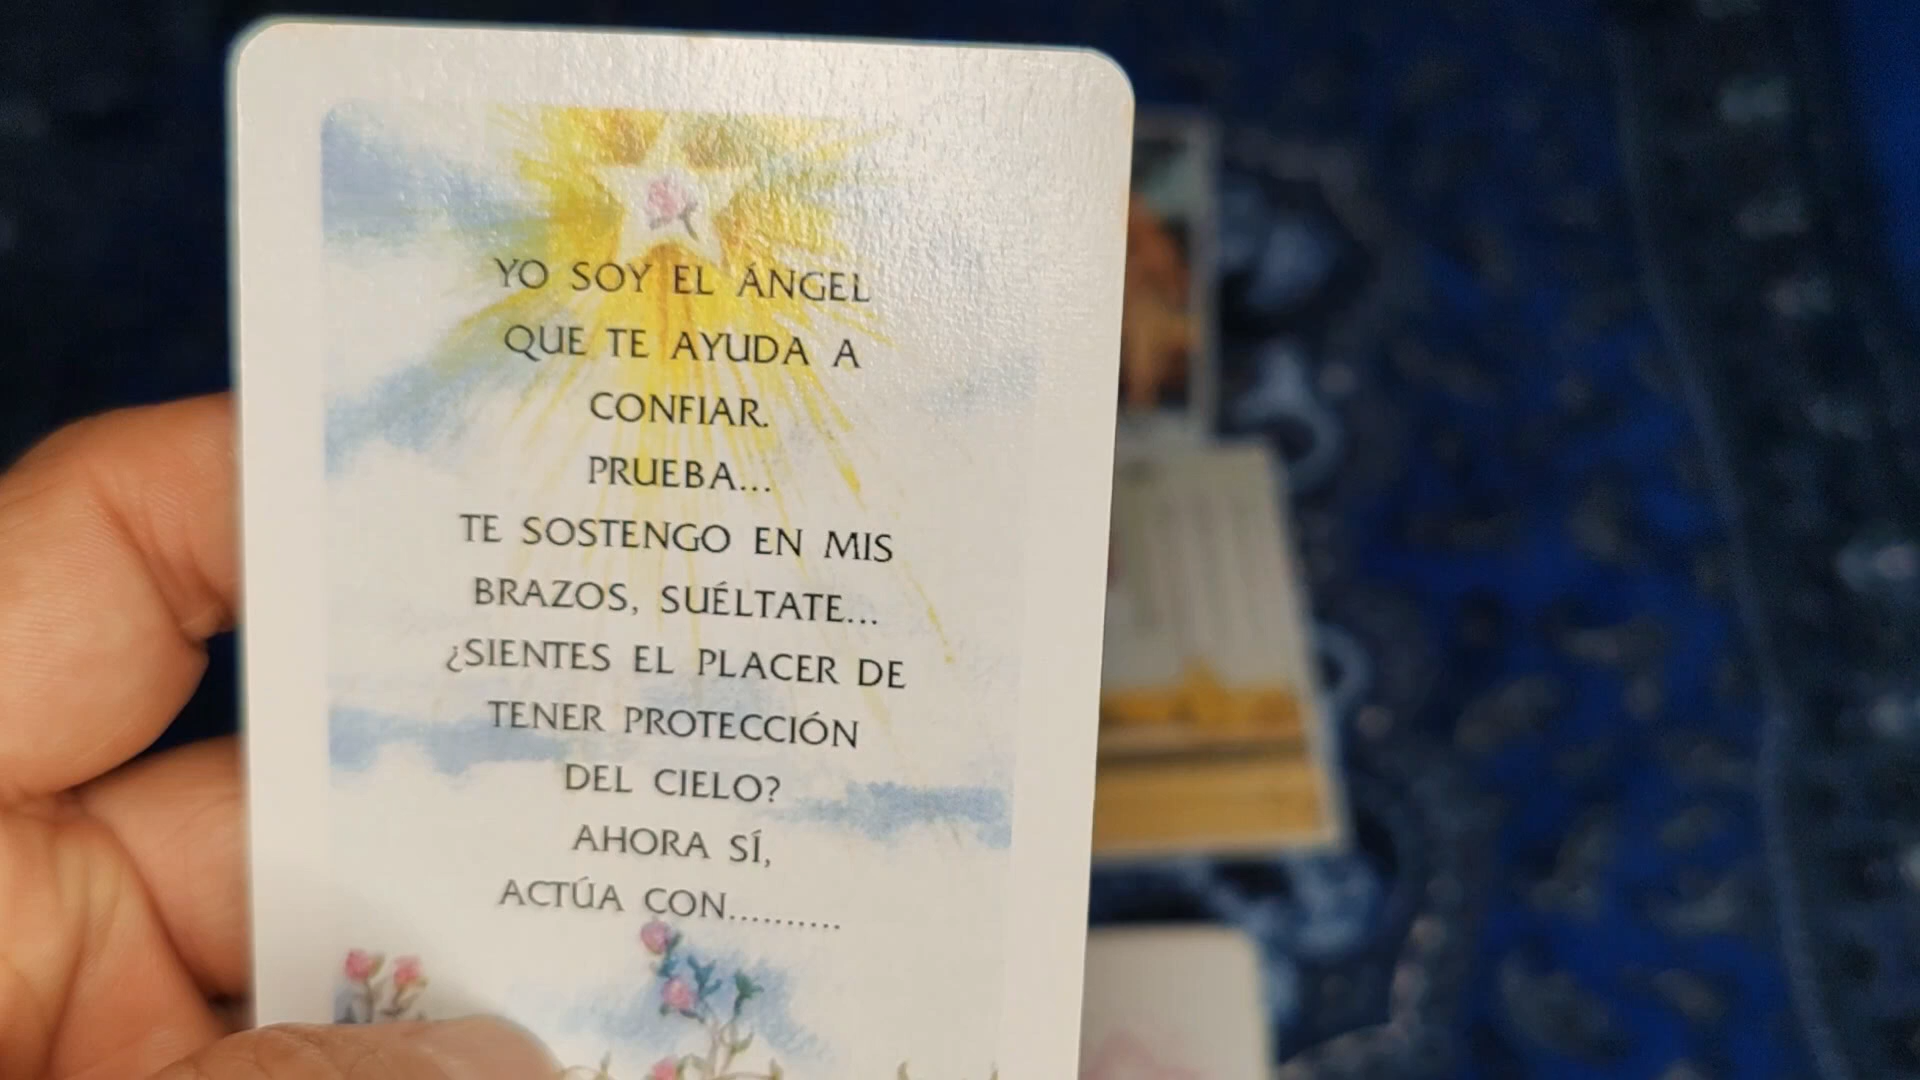 YO SOY EL ÁNGEL
QUE TE AYUDA A
CONFIAR.
PRUEBA...
TE SOSTENGO EN MIS
BRAZOS, SUÉLTATE...
¿SIENTES EL PLACER DE
TENER PROTECCIÓN
DEL CIELO?
AHORA SÍ,
ACTÚA CON..........